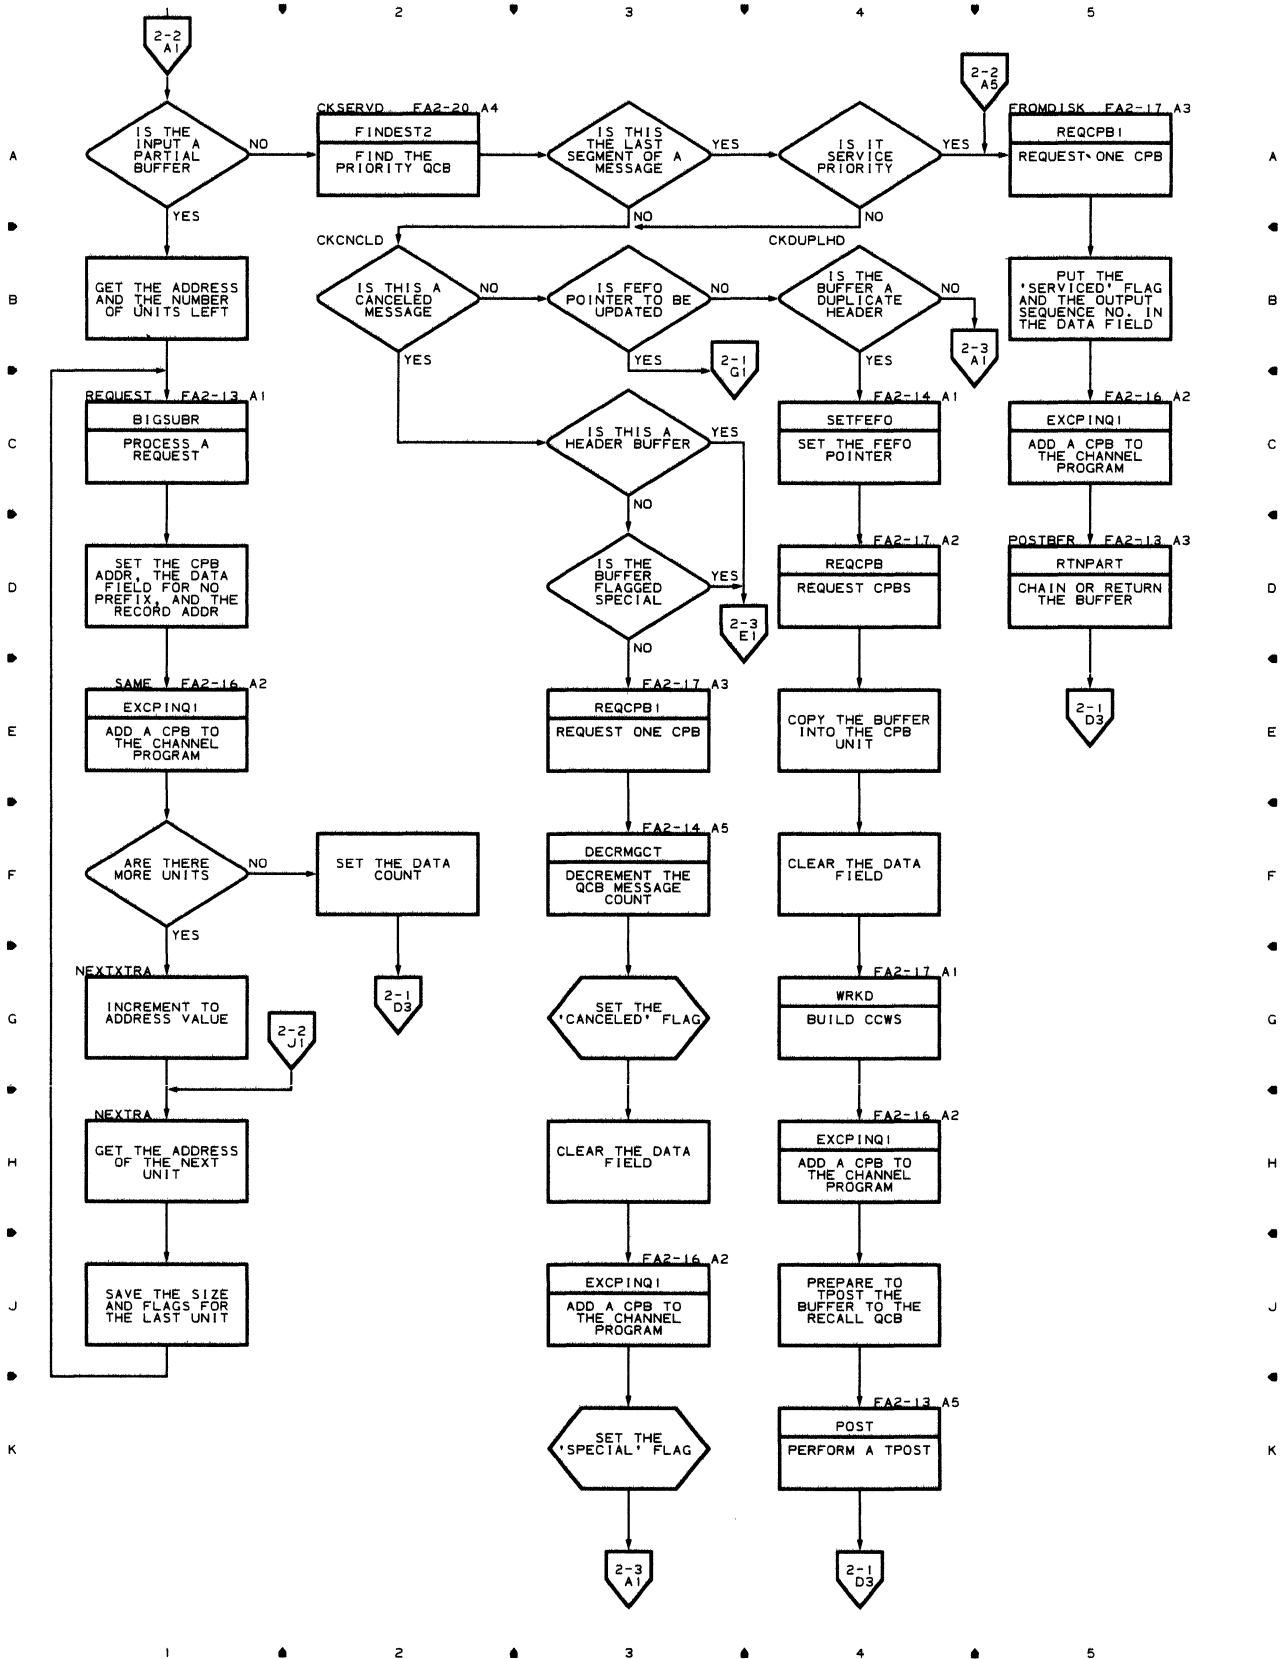 1
2
3
4
5
2-2
A1
2-2
A5
A
IS THE
INPUT A
PARTIAL
BUFFER
NO
YES
CKSERVD FA2-20 A4
FINDEST2
FIND THE
PRIORITY QCB
IS THIS
THE LAST
SEGMENT OF A
MESSAGE
YES
NO
IS IT
SERVICE
PRIORITY
YES
NO
FROMDISK FA2-17 A3
REQCPB1
REQUEST ONE CPB
A
B
GET THE ADDRESS
AND THE NUMBER
OF UNITS LEFT
CKCNCLD
IS THIS A
CANCELED
MESSAGE
NO
YES
IS FEFO
POINTER TO BE
UPDATED
NO
YES
2-1
G1
CKDUPLHD
IS THE
BUFFER A
DUPLICATE
HEADER
NO
YES
2-3
A1
PUT THE
'SERVICED' FLAG
AND THE OUTPUT
SEQUENCE NO. IN
THE DATA FIELD
B
C
REQUEST FA2-13 A1
BIGSUBR
PROCESS A
REQUEST
IS THIS A
HEADER BUFFER
YES
NO
FA2-14 A1
SETFEFO
SET THE FEFO
POINTER
FA2-16 A2
EXCPINQ1
ADD A CPB TO
THE CHANNEL
PROGRAM
C
D
SET THE CPB
ADDR, THE DATA
FIELD FOR NO
PREFIX, AND THE
RECORD ADDR
IS THE
BUFFER
FLAGGED
SPECIAL
YES
NO
2-3
E1
FA2-17 A2
REQCPB
REQUEST CPBS
POSTBFR FA2-13 A3
RTNPART
CHAIN OR RETURN
THE BUFFER
D
E
SAME FA2-16 A2
EXCPINQ1
ADD A CPB TO
THE CHANNEL
PROGRAM
FA2-17 A3
REQCPB1
REQUEST ONE CPB
COPY THE BUFFER
INTO THE CPB
UNIT
2-1
D3
E
F
ARE THERE
MORE UNITS
NO
YES
SET THE DATA
COUNT
FA2-14 A5
DECRMGCT
DECREMENT THE
QCB MESSAGE
COUNT
CLEAR THE DATA
FIELD
F
G
NEXTXTRA
INCREMENT TO
ADDRESS VALUE
2-2
J1
2-1
D3
SET THE
'CANCELED' FLAG
FA2-17 A1
WRKD
BUILD CCWS
G
H
NEXTRA
GET THE ADDRESS
OF THE NEXT
UNIT
CLEAR THE DATA
FIELD
FA2-16 A2
EXCPINQ1
ADD A CPB TO
THE CHANNEL
PROGRAM
H
J
SAVE THE SIZE
AND FLAGS FOR
THE LAST UNIT
FA2-16 A2
EXCPINQ1
ADD A CPB TO
THE CHANNEL
PROGRAM
PREPARE TO
TPOST THE
BUFFER TO THE
RECALL QCB
J
K
SET THE
'SPECIAL' FLAG
FA2-13 A5
POST
PERFORM A TPOST
K
2-3
A1
2-1
D3
1
2
3
4
5